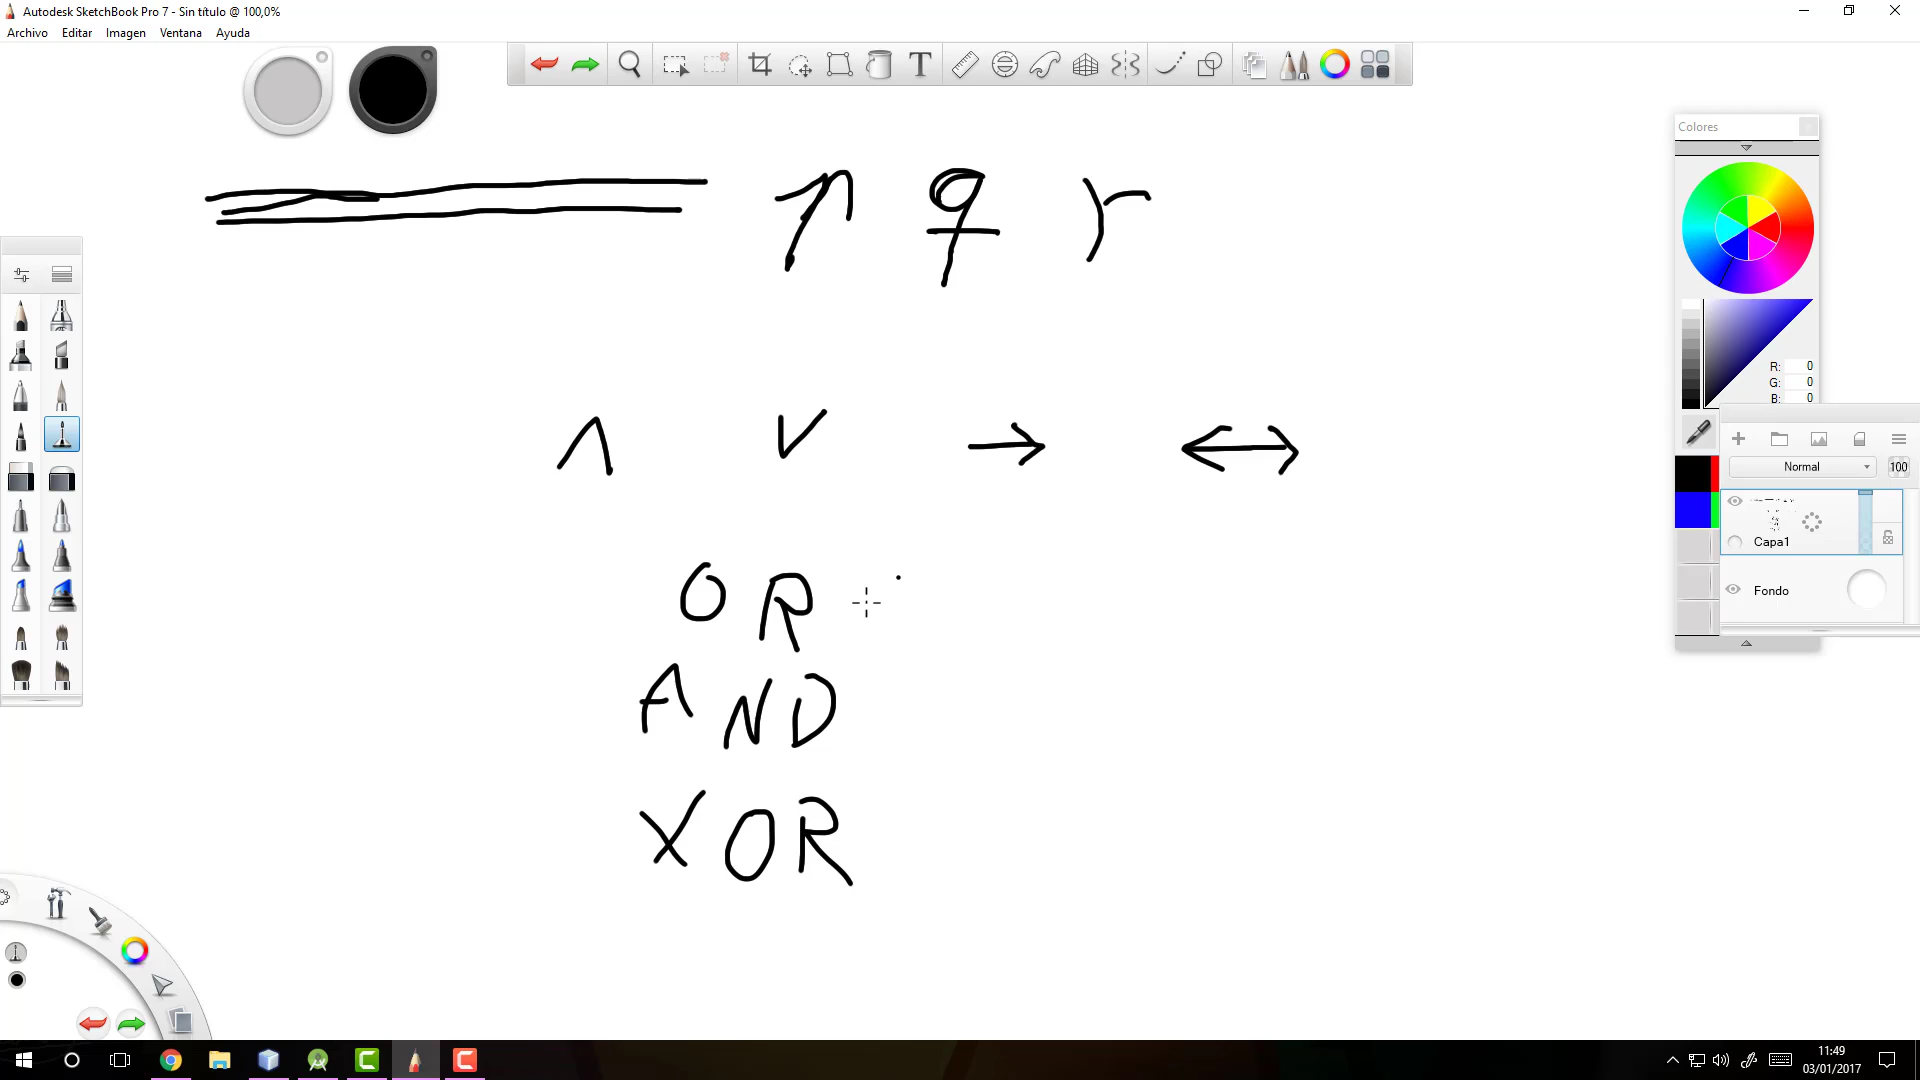 Autodesk SketchBook Pro 7 - Sin título @ 100,0%
Archivo Editar Imagen Ventana Ayuda
T
Colores
q r
R: 0
G: 0
B: 0
∧ ∨ → ↔
Normal 100
Capa1
Fondo
OR
AND
XOR
11:49
03/01/2017